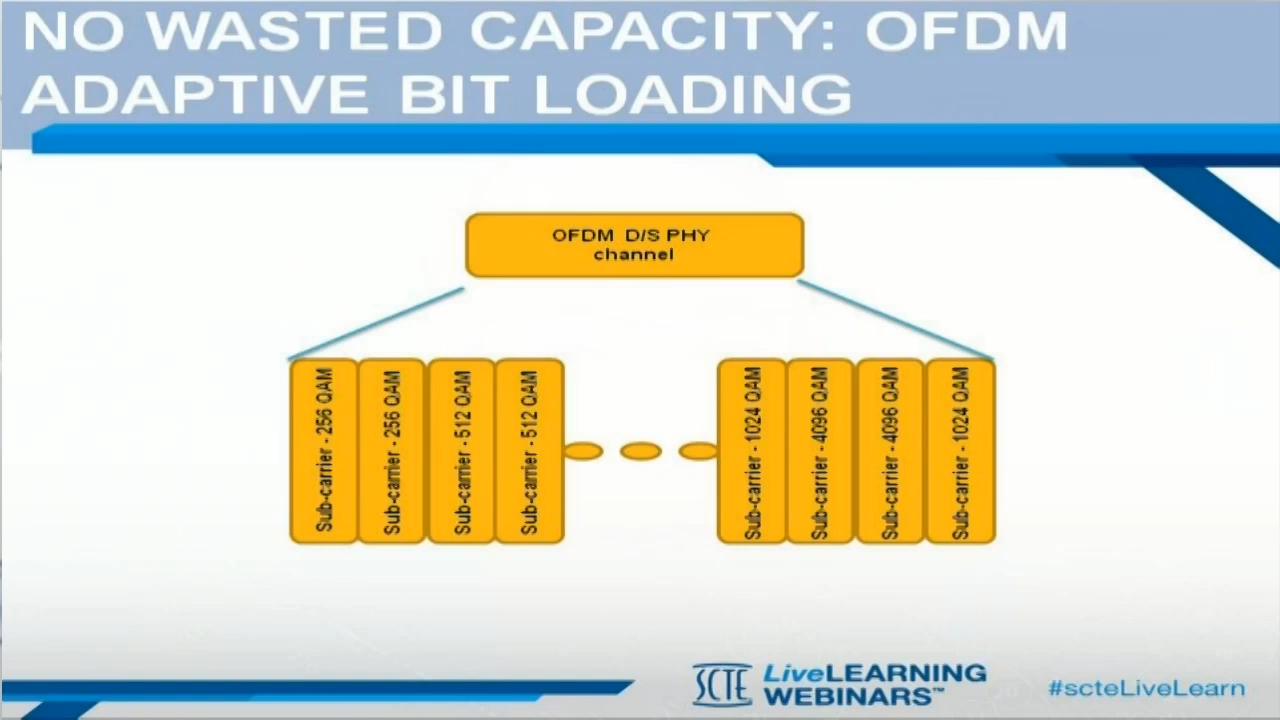 NO WASTED CAPACITY: OFDM
ADAPTIVE BIT LOADING
OFDM D/S PHY
channel
Sub-carrier - 256 QAM
Sub-carrier - 256 QAM
Sub-carrier - 512 QAM
Sub-carrier - 512 QAM
Sub-carrier - 1024 QAM
Sub-carrier - 4096 QAM
Sub-carrier - 4096 QAM
Sub-carrier - 1024 QAM
SCTE
LiveLEARNING
WEBINARS™
#scteLiveLearn